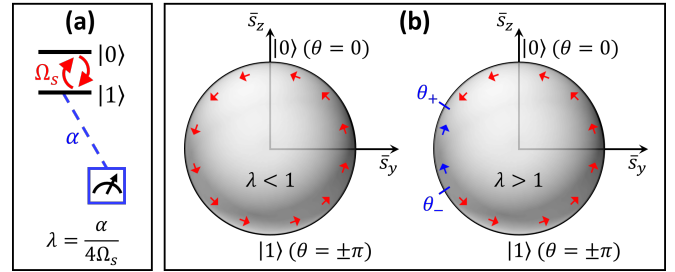 (a)
|0⟩
Ω_s
|1⟩
α
λ = α / 4Ω_s
(b)
s̄_z
|0⟩ (θ = 0)
s̄_y
λ < 1
|1⟩ (θ = ±π)
s̄_z
|0⟩ (θ = 0)
θ_+
s̄_y
λ > 1
θ_−
|1⟩ (θ = ±π)